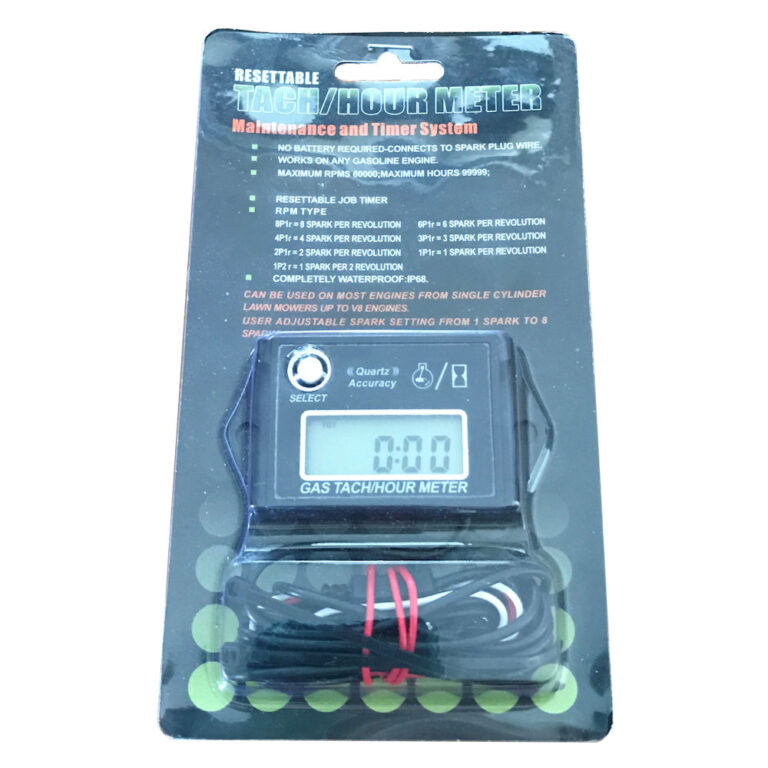 RESETTABLE
TACH/HOUR METER
Maintenance and Timer System
NO BATTERY REQUIRED-CONNECTS TO SPARK PLUG WIRE.
WORKS ON ANY GASOLINE ENGINE.
MAXIMUM RPMS 60000;MAXIMUM HOURS 99999;
RESETTABLE JOB TIMER
RPM TYPE
8P1r = 8 SPARK PER REVOLUTION 6P1r = 6 SPARK PER REVOLUTION
4P1r = 4 SPARK PER REVOLUTION 3P1r = 3 SPARK PER REVOLUTION
2P1r = 2 SPARK PER REVOLUTION 1P1r = 1 SPARK PER REVOLUTION
1P2 r = 1 SPARK PER 2 REVOLUTION
COMPLETELY WATERPROOF:IP68.
CAN BE USED ON MOST ENGINES FROM SINGLE CYLINDER
LAWN MOWERS UP TO V8 ENGINES.
USER ADJUSTABLE SPARK SETTING FROM 1 SPARK TO 8
Quartz
Accuracy
SELECT
0:00
GAS TACH/HOUR METER